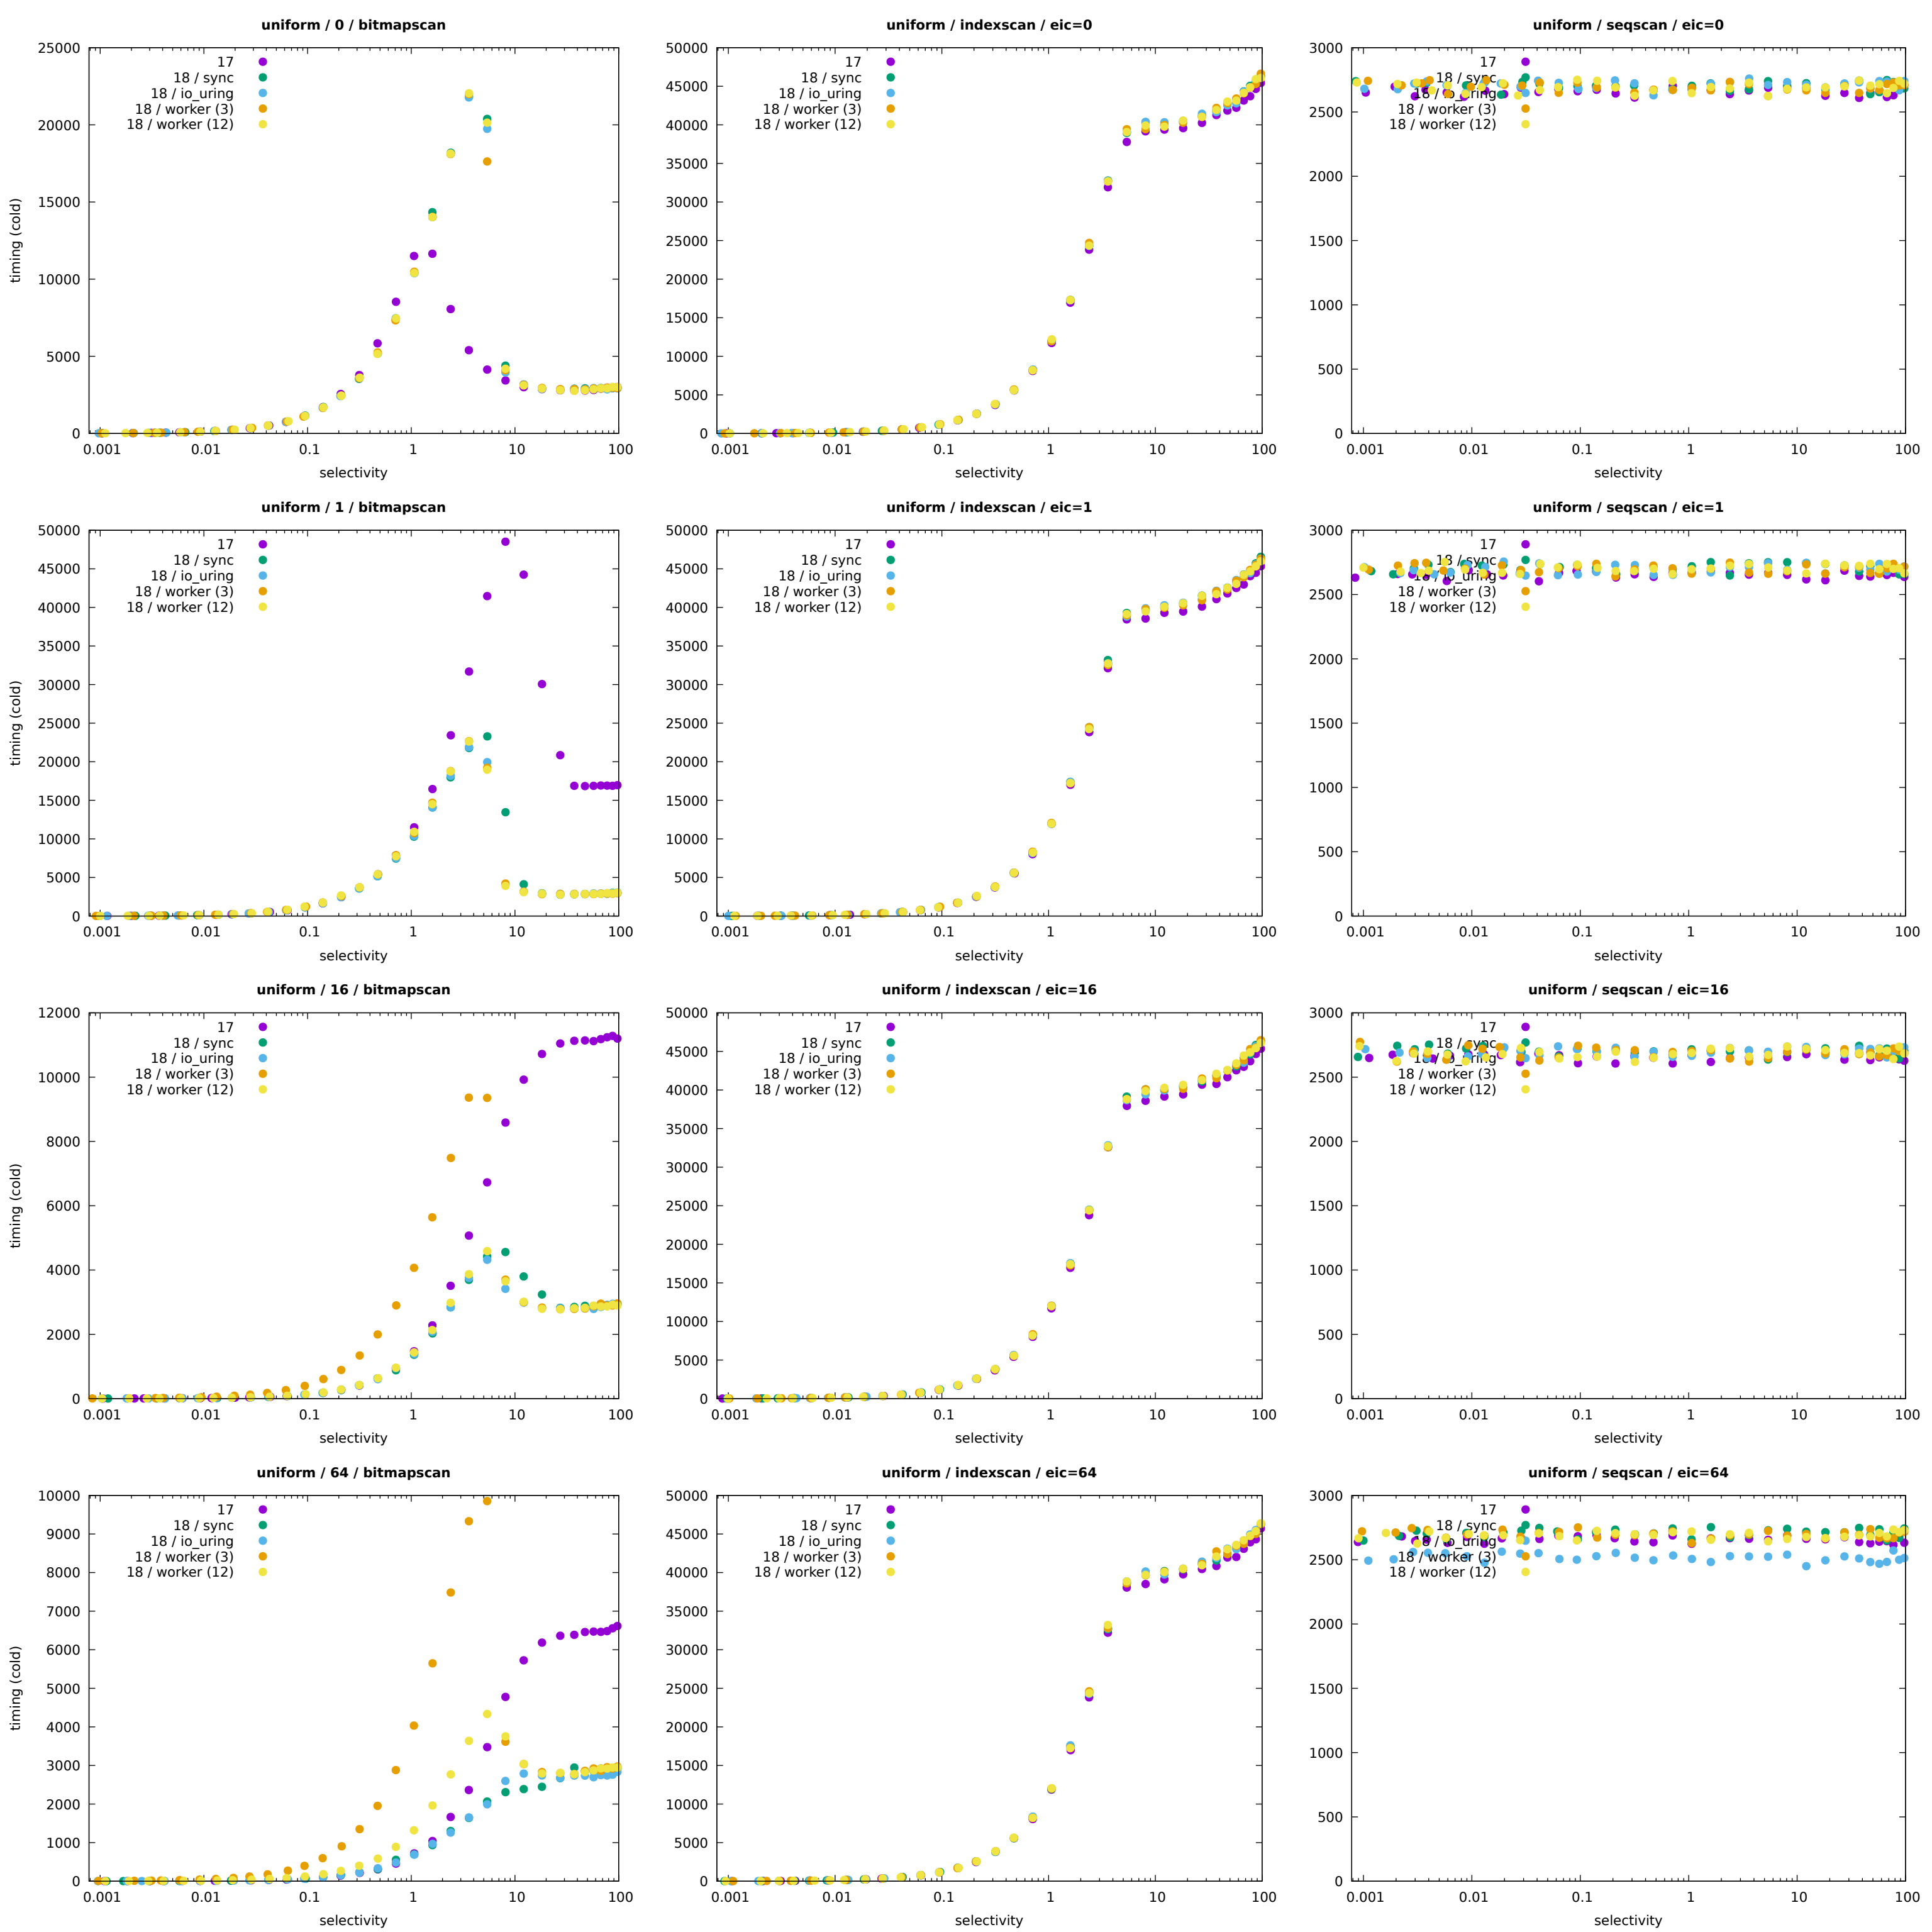 uniform / 0 / bitmapscan
17
18 / sync
18 / io_uring
18 / worker (3)
18 / worker (12)
25000
20000
15000
10000
5000
0
timing (cold)
0.001 0.01 0.1 1 10 100
selectivity
uniform / indexscan / eic=0
17
18 / sync
18 / io_uring
18 / worker (3)
18 / worker (12)
50000
45000
40000
35000
30000
25000
20000
15000
10000
5000
0
0.001 0.01 0.1 1 10 100
selectivity
uniform / seqscan / eic=0
17
18 / sync
18 / io_uring
18 / worker (3)
18 / worker (12)
3000
2500
2000
1500
1000
500
0
0.001 0.01 0.1 1 10 100
selectivity
uniform / 1 / bitmapscan
17
18 / sync
18 / io_uring
18 / worker (3)
18 / worker (12)
50000
45000
40000
35000
30000
25000
20000
15000
10000
5000
0
timing (cold)
0.001 0.01 0.1 1 10 100
selectivity
uniform / indexscan / eic=1
17
18 / sync
18 / io_uring
18 / worker (3)
18 / worker (12)
50000
45000
40000
35000
30000
25000
20000
15000
10000
5000
0
0.001 0.01 0.1 1 10 100
selectivity
uniform / seqscan / eic=1
17
18 / sync
18 / io_uring
18 / worker (3)
18 / worker (12)
3000
2500
2000
1500
1000
500
0
0.001 0.01 0.1 1 10 100
selectivity
uniform / 16 / bitmapscan
17
18 / sync
18 / io_uring
18 / worker (3)
18 / worker (12)
12000
10000
8000
6000
4000
2000
0
timing (cold)
0.001 0.01 0.1 1 10 100
selectivity
uniform / indexscan / eic=16
17
18 / sync
18 / io_uring
18 / worker (3)
18 / worker (12)
50000
45000
40000
35000
30000
25000
20000
15000
10000
5000
0
0.001 0.01 0.1 1 10 100
selectivity
uniform / seqscan / eic=16
17
18 / sync
18 / io_uring
18 / worker (3)
18 / worker (12)
3000
2500
2000
1500
1000
500
0
0.001 0.01 0.1 1 10 100
selectivity
uniform / 64 / bitmapscan
17
18 / sync
18 / io_uring
18 / worker (3)
18 / worker (12)
10000
9000
8000
7000
6000
5000
4000
3000
2000
1000
0
timing (cold)
0.001 0.01 0.1 1 10 100
selectivity
uniform / indexscan / eic=64
17
18 / sync
18 / io_uring
18 / worker (3)
18 / worker (12)
50000
45000
40000
35000
30000
25000
20000
15000
10000
5000
0
0.001 0.01 0.1 1 10 100
selectivity
uniform / seqscan / eic=64
17
18 / sync
18 / io_uring
18 / worker (3)
18 / worker (12)
3000
2500
2000
1500
1000
500
0
0.001 0.01 0.1 1 10 100
selectivity